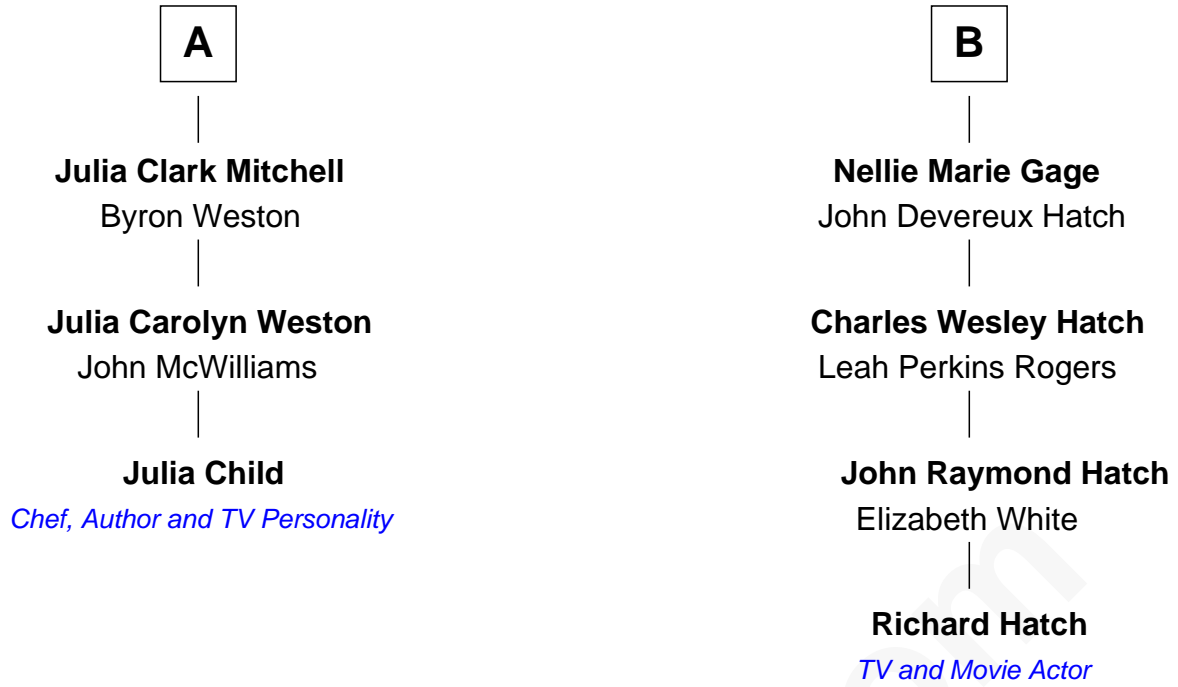 A
Julia Clark Mitchell
Byron Weston
Julia Carolyn Weston
John McWilliams
Julia Child
Chef, Author and TV Personality
B
Nellie Marie Gage
John Devereux Hatch
Charles Wesley Hatch
Leah Perkins Rogers
John Raymond Hatch
Elizabeth White
Richard Hatch
TV and Movie Actor